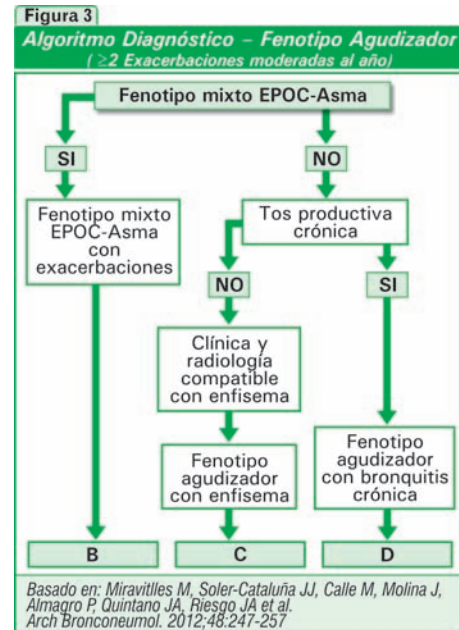 Figura 3
Algoritmo Diagnóstico – Fenotipo Agudizador
(≥2 Exacerbaciones moderadas al año)
Fenotipo mixto EPOC-Asma
SI
NO
Fenotipo mixto
EPOC-Asma
con
exacerbaciones
Tos productiva
crónica
NO
SI
Clínica y
radiología
compatible
con enfisema
Fenotipo
agudizador
con enfisema
Fenotipo
agudizador
con bronquitis
crónica
B
C
D
Basado en: Miravitlles M, Soler-Cataluña JJ, Calle M, Molina J,
Almagro P, Quintano JA, Riesgo JA et al.
Arch Bronconeumol. 2012;48:247-257